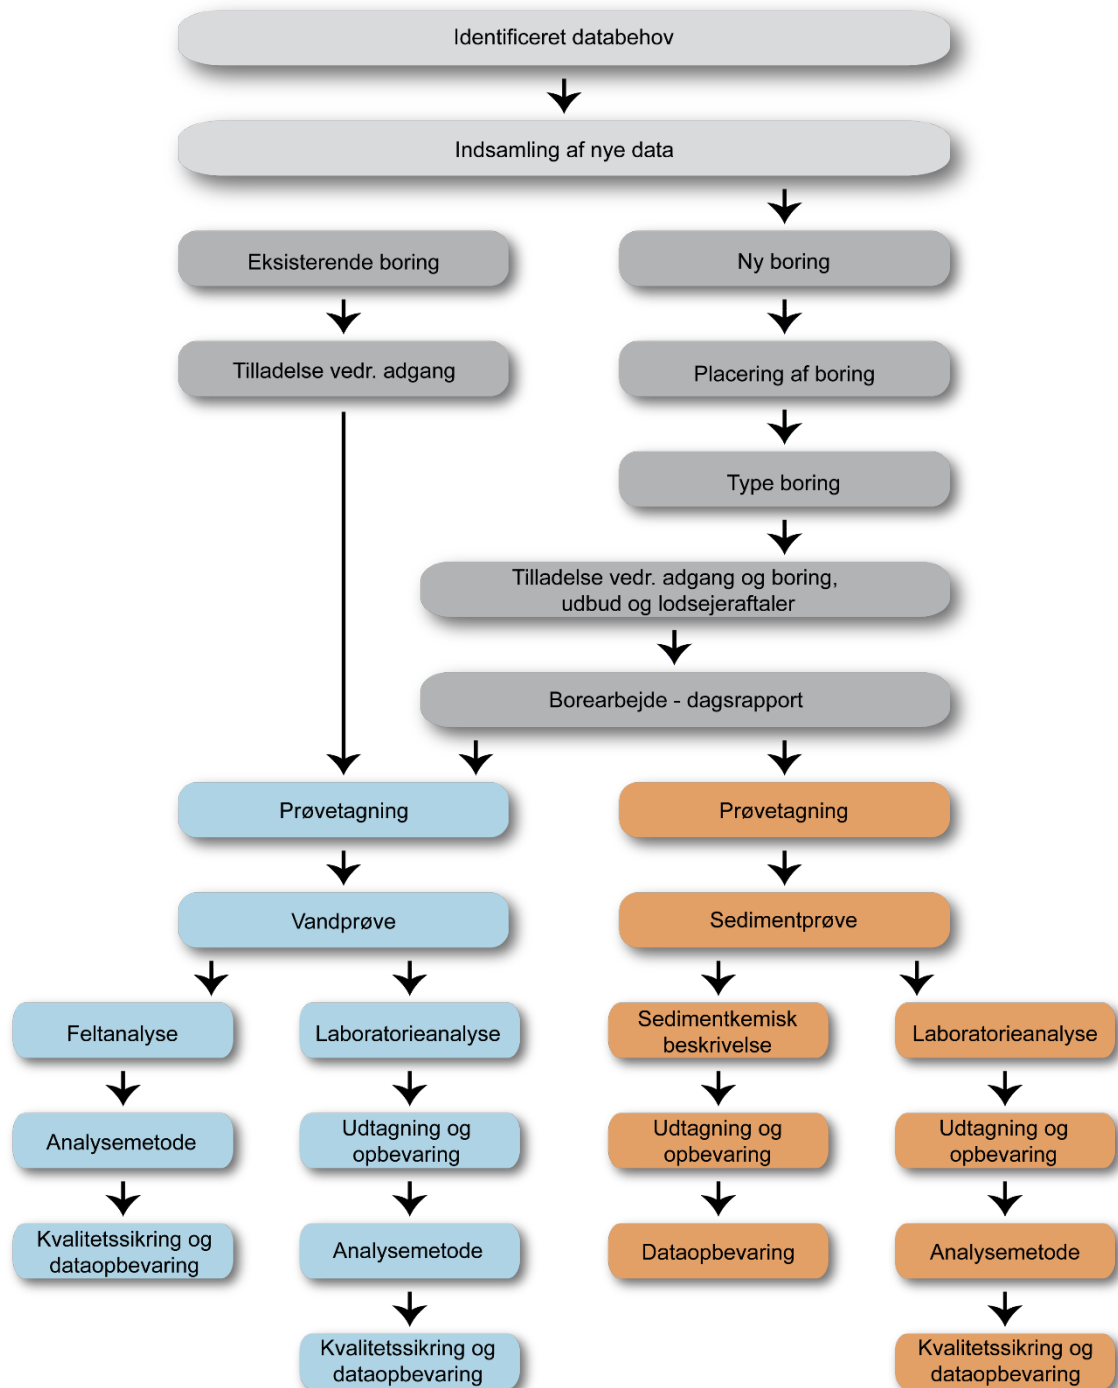 Identificeret databehov
Indsamling af nye data
Eksisterende boring
Ny boring
Tilladelse vedr. adgang
Placering af boring
Type boring
Tilladelse vedr. adgang og boring,
udbud og lodsejeraftaler
Borearbejde - dagsrapport
Prøvetagning
Prøvetagning
Vandprøve
Sedimentprøve
Feltanalyse
Laboratorieanalyse
Sedimentkemisk
beskrivelse
Laboratorieanalyse
Analysemetode
Udtagning og
opbevaring
Udtagning og
opbevaring
Udtagning og
opbevaring
Kvalitetssikring og
dataopbevaring
Analysemetode
Dataopbevaring
Analysemetode
Kvalitetssikring og
dataopbevaring
Kvalitetssikring og
dataopbevaring